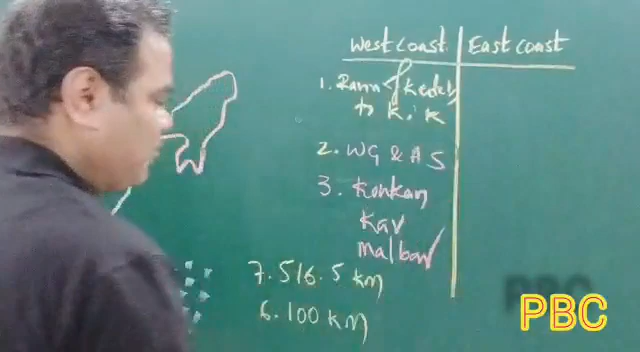 West coast East coast
1. Rann of Kutch
to K. K
2. WG & AS
3. Konkan
Kav
malbar
7.516.5 km
6.100 km
PBC